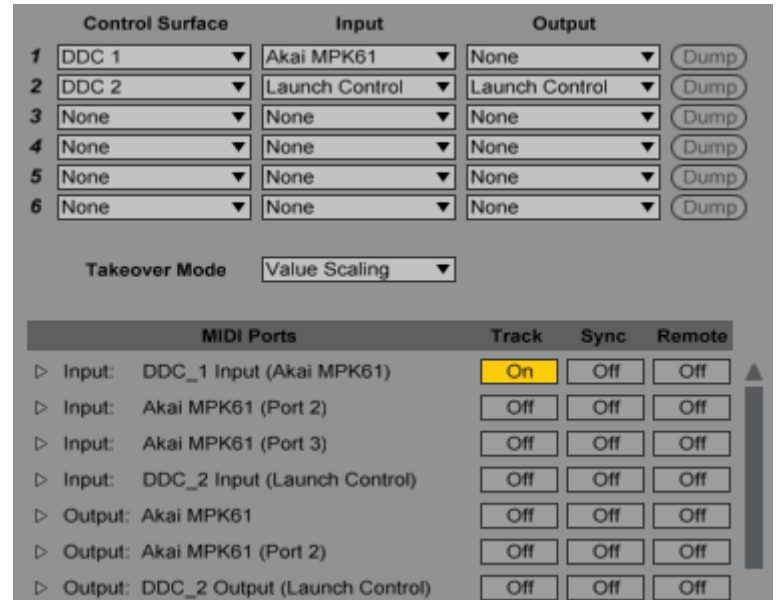 Control Surface Input Output
1 DDC 1 Akai MPK61 None Dump
2 DDC 2 Launch Control Launch Control Dump
3 None None None Dump
4 None None None Dump
5 None None None Dump
6 None None None Dump
Takeover Mode Value Scaling
MIDI Ports Track Sync Remote
Input: DDC_1 Input (Akai MPK61) On Off Off
Input: Akai MPK61 (Port 2) Off Off Off
Input: Akai MPK61 (Port 3) Off Off Off
Input: DDC_2 Input (Launch Control) Off Off Off
Output: Akai MPK61 Off Off Off
Output: Akai MPK61 (Port 2) Off Off Off
Output: DDC_2 Output (Launch Control) Off Off Off